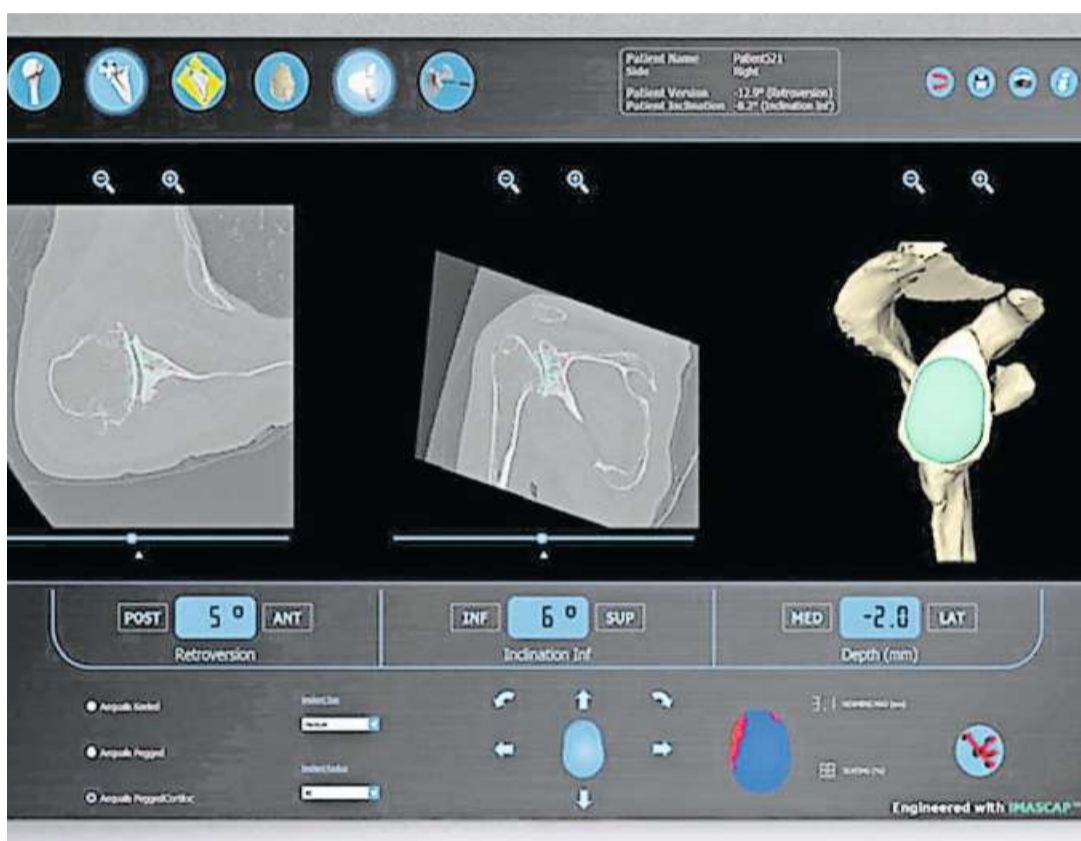 Patient Name Patient521
Side Right
Patient Version -12.9° (Retroversion)
Patient Inclination -8.2° (Inclination Inf)
POST 5° ANT
Retroversion
INF 6° SUP
Inclination Inf
MED -2.0 LAT
Depth (mm)
Aequalis Keeled
Aequalis Pegged
Aequalis PeggedCortiloc
3.1
Engineered with IMASCAP™